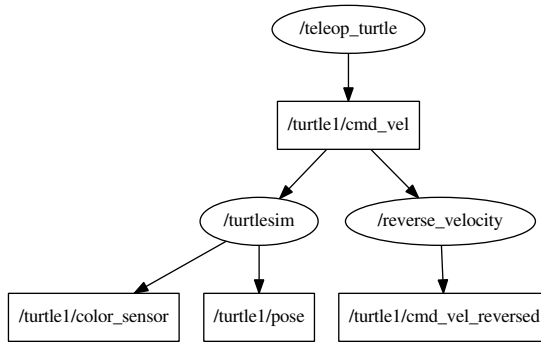 /teleop_turtle
/turtle1/cmd_vel
/turtlesim
/reverse_velocity
/turtle1/color_sensor
/turtle1/pose
/turtle1/cmd_vel_reversed